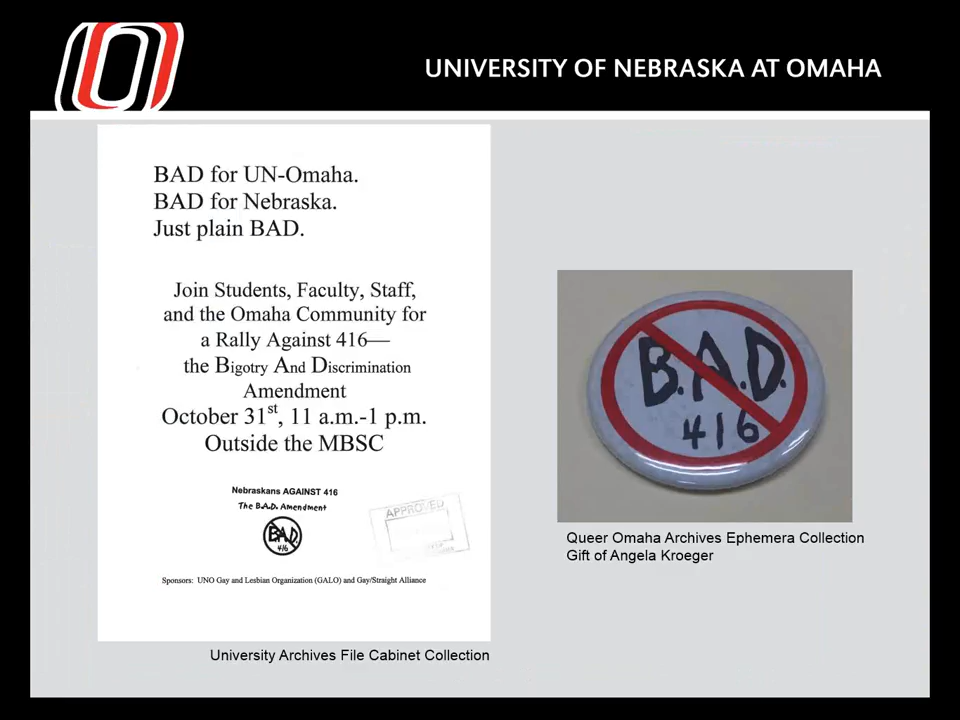 UNIVERSITY OF NEBRASKA AT OMAHA
BAD for UN-Omaha.
BAD for Nebraska.
Just plain BAD.
Join Students, Faculty, Staff,
and the Omaha Community for
a Rally Against 416—
the Bigotry And Discrimination
Amendment
October 31st, 11 a.m.-1 p.m.
Outside the MBSC
Nebraskans AGAINST 416
The B.A.D. Amendment
B.A.D.
416
APPROVED
Sponsors: UNO Gay and Lesbian Organization (GALO) and Gay/Straight Alliance
University Archives File Cabinet Collection
B.A.D.
416
Queer Omaha Archives Ephemera Collection
Gift of Angela Kroeger